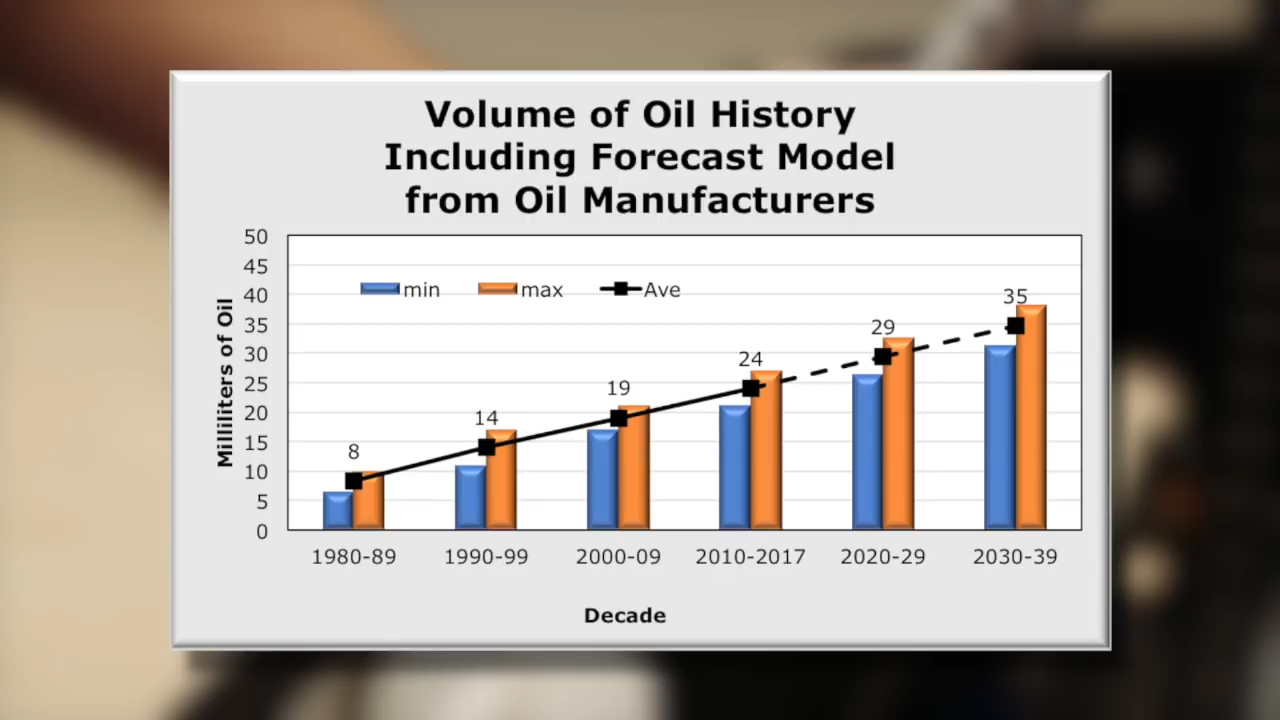 Volume of Oil History
Including Forecast Model
from Oil Manufacturers
50
45
40
35
30
25
20
15
10
5
0
Milliliters of Oil
min max Ave
8
14
19
24
29
35
1980-89 1990-99 2000-09 2010-2017 2020-29 2030-39
Decade